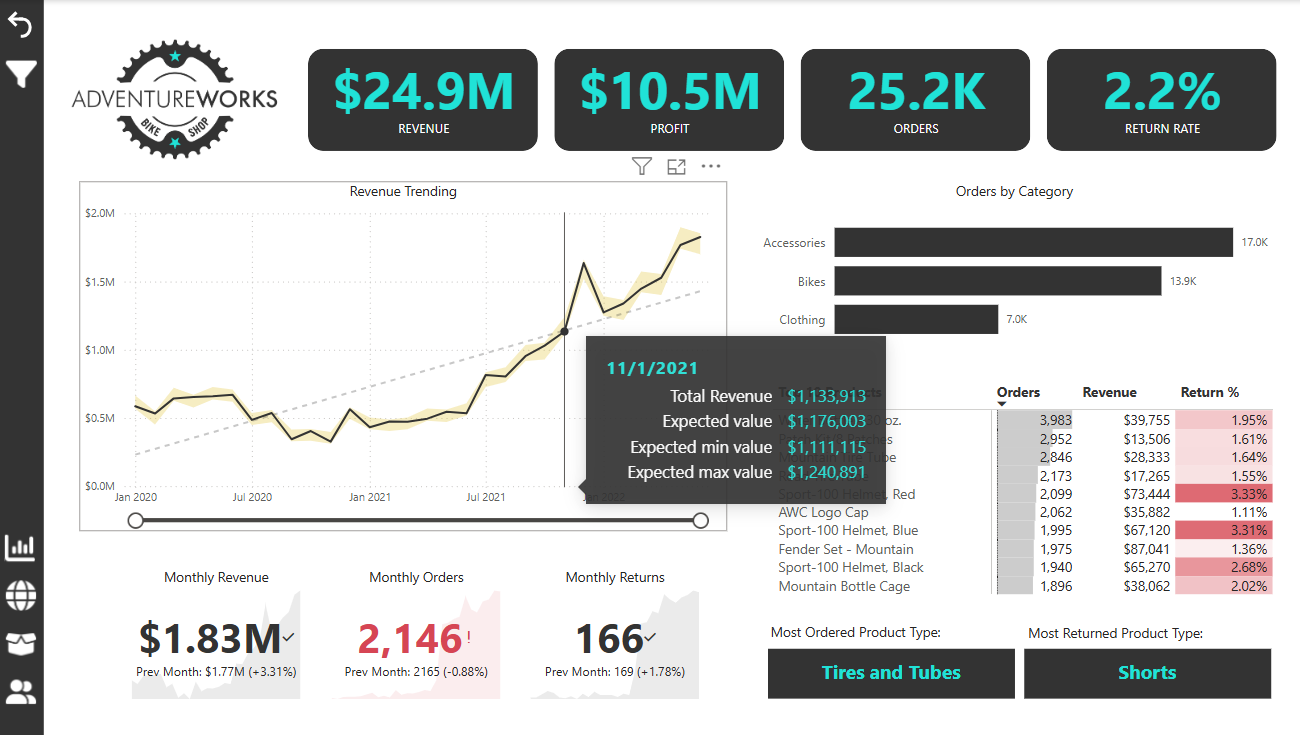 ADVENTUREWORKS
BIKE SHOP
$24.9M
REVENUE
$10.5M
PROFIT
25.2K
ORDERS
2.2%
RETURN RATE
Revenue Trending
$2.0M
$1.5M
$1.0M
$0.5M
$0.0M
Jan 2020
Jul 2020
Jan 2021
Jul 2021
Jan 2022
11/1/2021
Total Revenue $1,133,913
Expected value $1,176,003
Expected min value $1,111,115
Expected max value $1,240,891
Orders by Category
Accessories 17.0K
Bikes 13.9K
Clothing 7.0K
Orders Revenue Return %
oz. 3,983 $39,755 1.95%
Patches 2,952 $13,506 1.61%
Mountain Tire Tube 2,846 $28,333 1.64%
2,173 $17,265 1.55%
Sport-100 Helmet, Red 2,099 $73,444 3.33%
AWC Logo Cap 2,062 $35,882 1.11%
Sport-100 Helmet, Blue 1,995 $67,120 3.31%
Fender Set - Mountain 1,975 $87,041 1.36%
Sport-100 Helmet, Black 1,940 $65,270 2.68%
Mountain Bottle Cage 1,896 $38,062 2.02%
Monthly Revenue
$1.83M
Prev Month: $1.77M (+3.31%)
Monthly Orders
2,146!
Prev Month: 2165 (-0.88%)
Monthly Returns
166
Prev Month: 169 (+1.78%)
Most Ordered Product Type:
Tires and Tubes
Most Returned Product Type:
Shorts